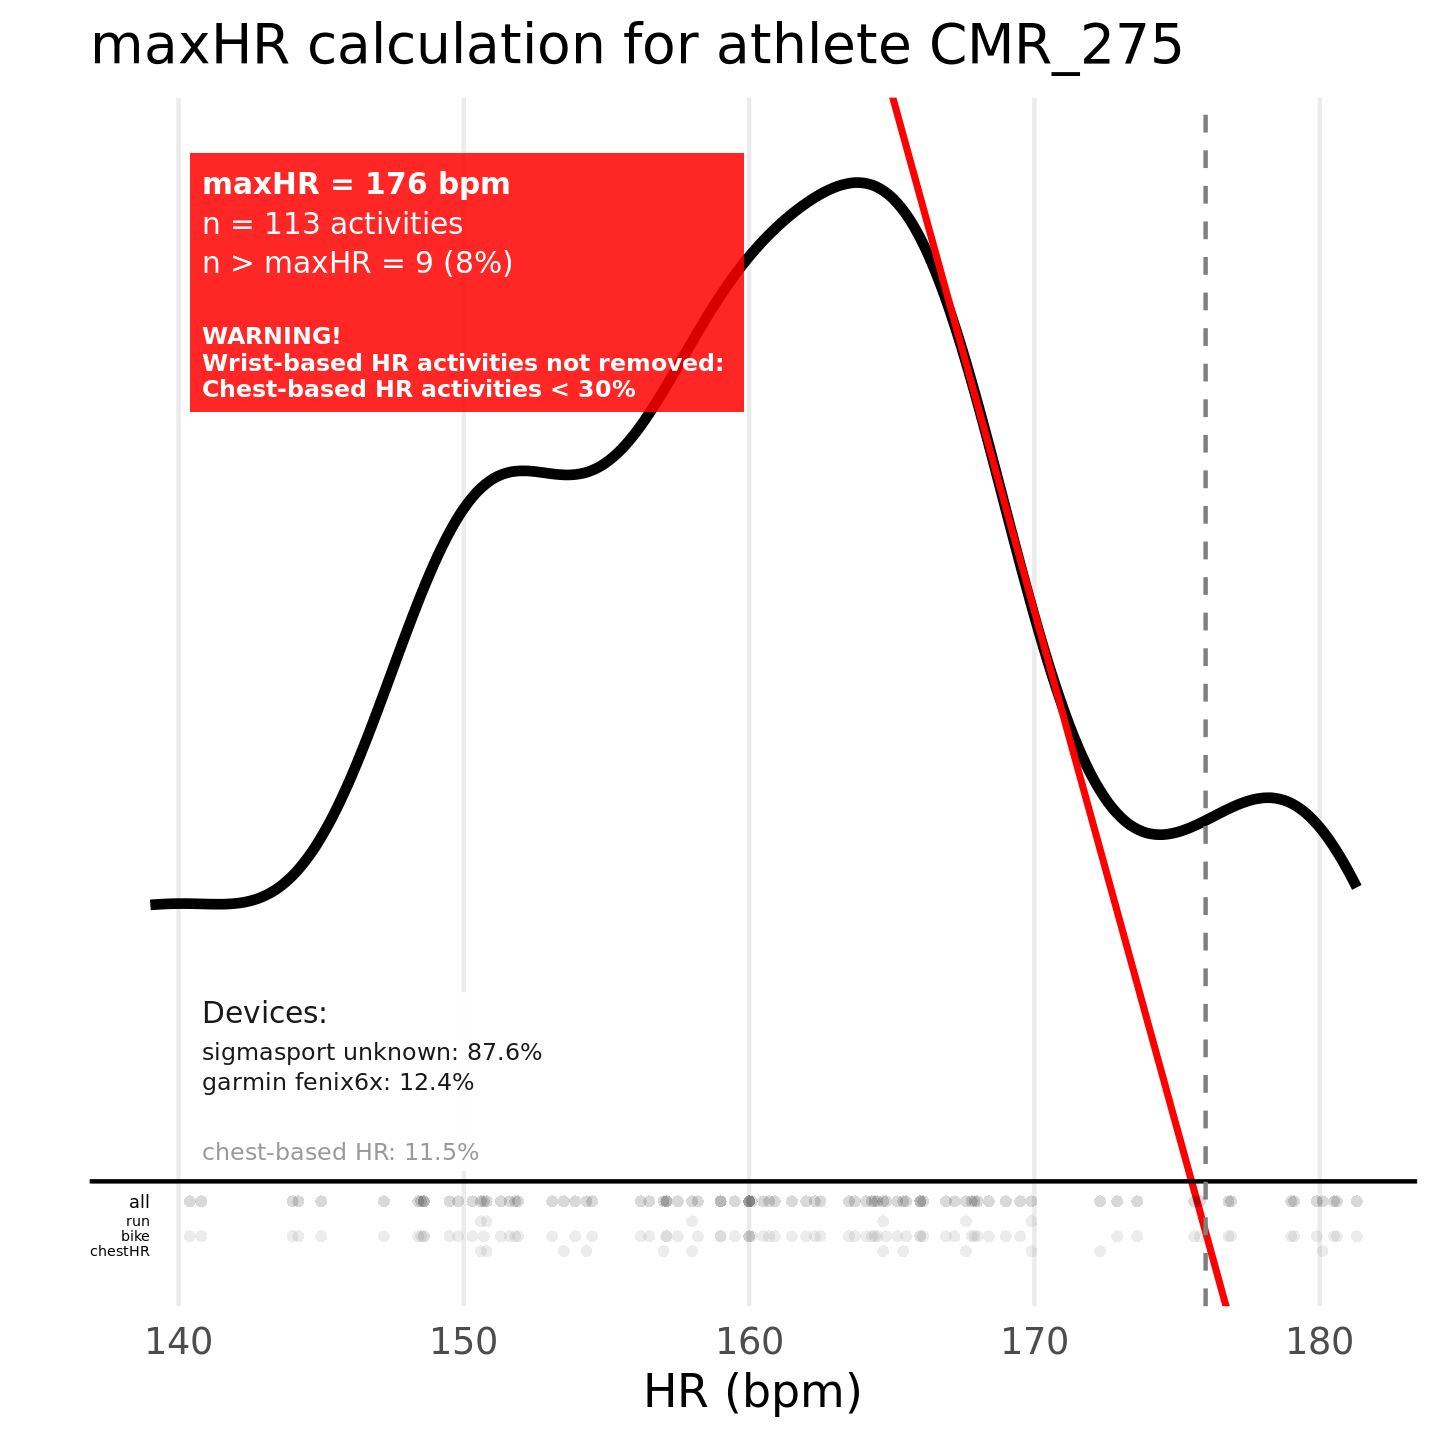 maxHR calculation for athlete CMR_275
maxHR = 176 bpm
n = 113 activities
n > maxHR = 9 (8%)
WARNING!
Wrist-based HR activities not removed:
Chest-based HR activities < 30%
Devices:
sigmasport unknown: 87.6%
garmin fenix6x: 12.4%
chest-based HR: 11.5%
all
run
bike
chestHR
140 150 160 170 180
HR (bpm)